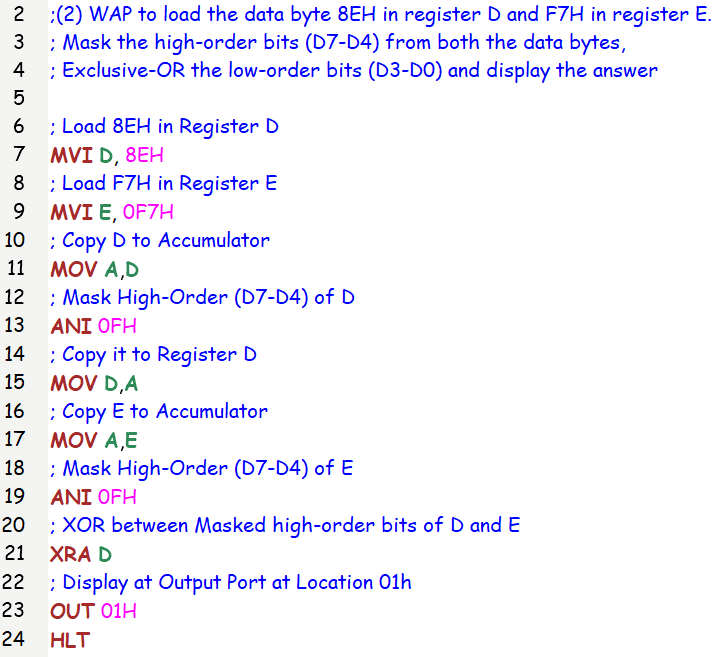 2 ;(2) WAP to load the data byte 8EH in register D and F7H in register E.
3 ; Mask the high-order bits (D7-D4) from both the data bytes,
4 ; Exclusive-OR the low-order bits (D3-D0) and display the answer
5
6 ; Load 8EH in Register D
7 MVI D, 8EH
8 ; Load F7H in Register E
9 MVI E, 0F7H
10 ; Copy D to Accumulator
11 MOV A,D
12 ; Mask High-Order (D7-D4) of D
13 ANI 0FH
14 ; Copy it to Register D
15 MOV D,A
16 ; Copy E to Accumulator
17 MOV A,E
18 ; Mask High-Order (D7-D4) of E
19 ANI 0FH
20 ; XOR between Masked high-order bits of D and E
21 XRA D
22 ; Display at Output Port at Location 01h
23 OUT 01H
24 HLT